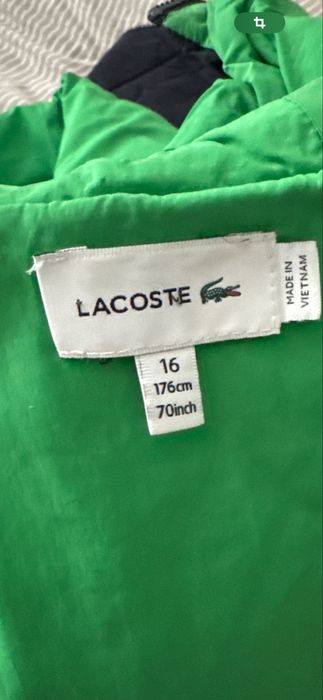 LACOSTE
MADE IN
VIETNAM
16
176cm
70inch